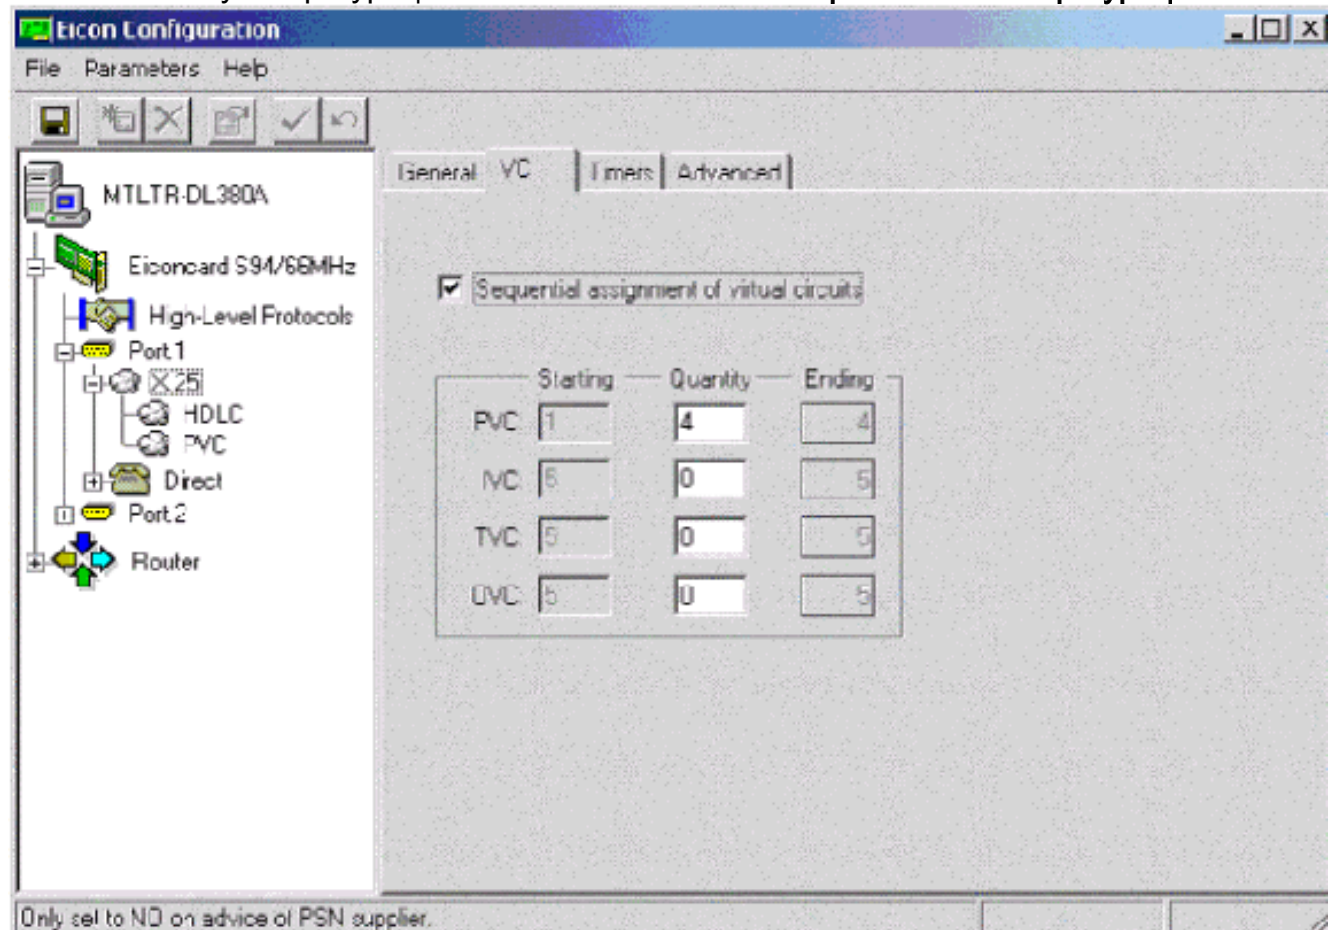 Eicon Configuration
File Parameters Help
MTLTR-DL380A
Eiconcard S94/66MHz
High-Level Protocols
Port 1
X25
HDLC
PVC
Direct
Port 2
Router
General VC Timers Advanced
Sequential assignment of virtual circuits
Starting Quantity Ending
PVC: 1 4 4
IVC: 0 5
TVC: 5 0 5
OVC: 5 0 5
Only set to NO on advice of PSN supplier.